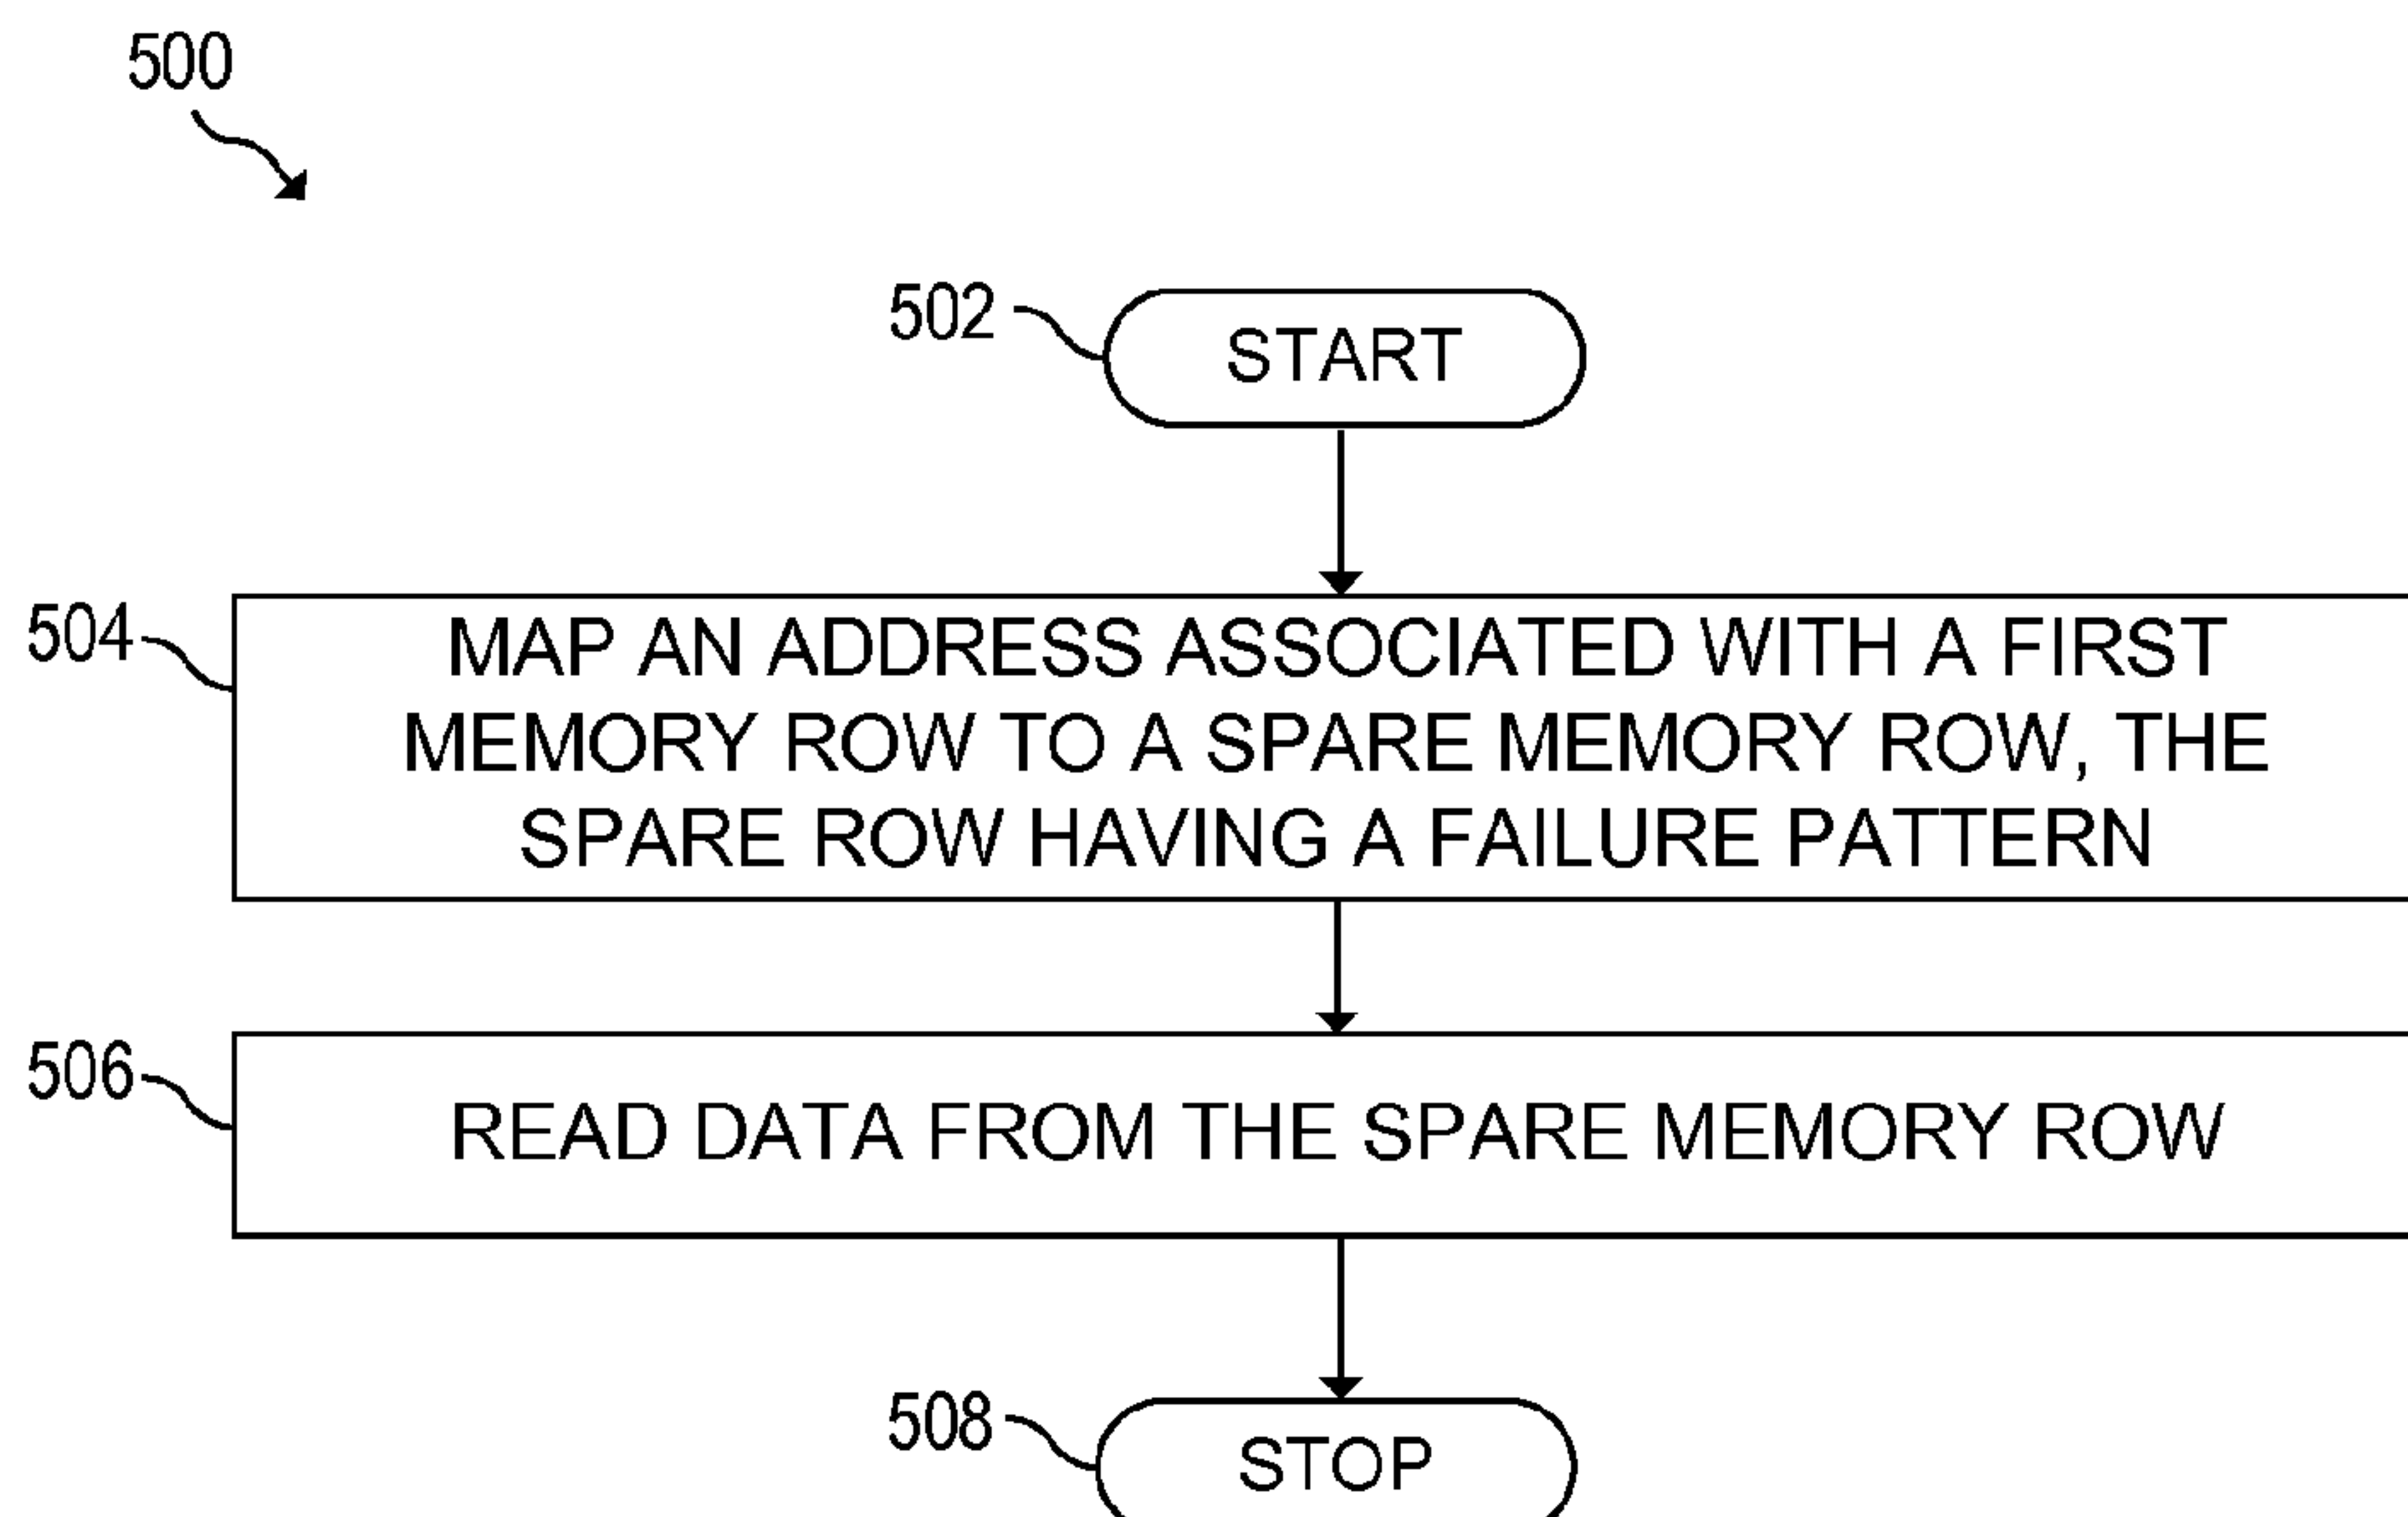 500
502
START
504
MAP AN ADDRESS ASSOCIATED WITH A FIRST
MEMORY ROW TO A SPARE MEMORY ROW, THE
SPARE ROW HAVING A FAILURE PATTERN
506
READ DATA FROM THE SPARE MEMORY ROW
508
STOP